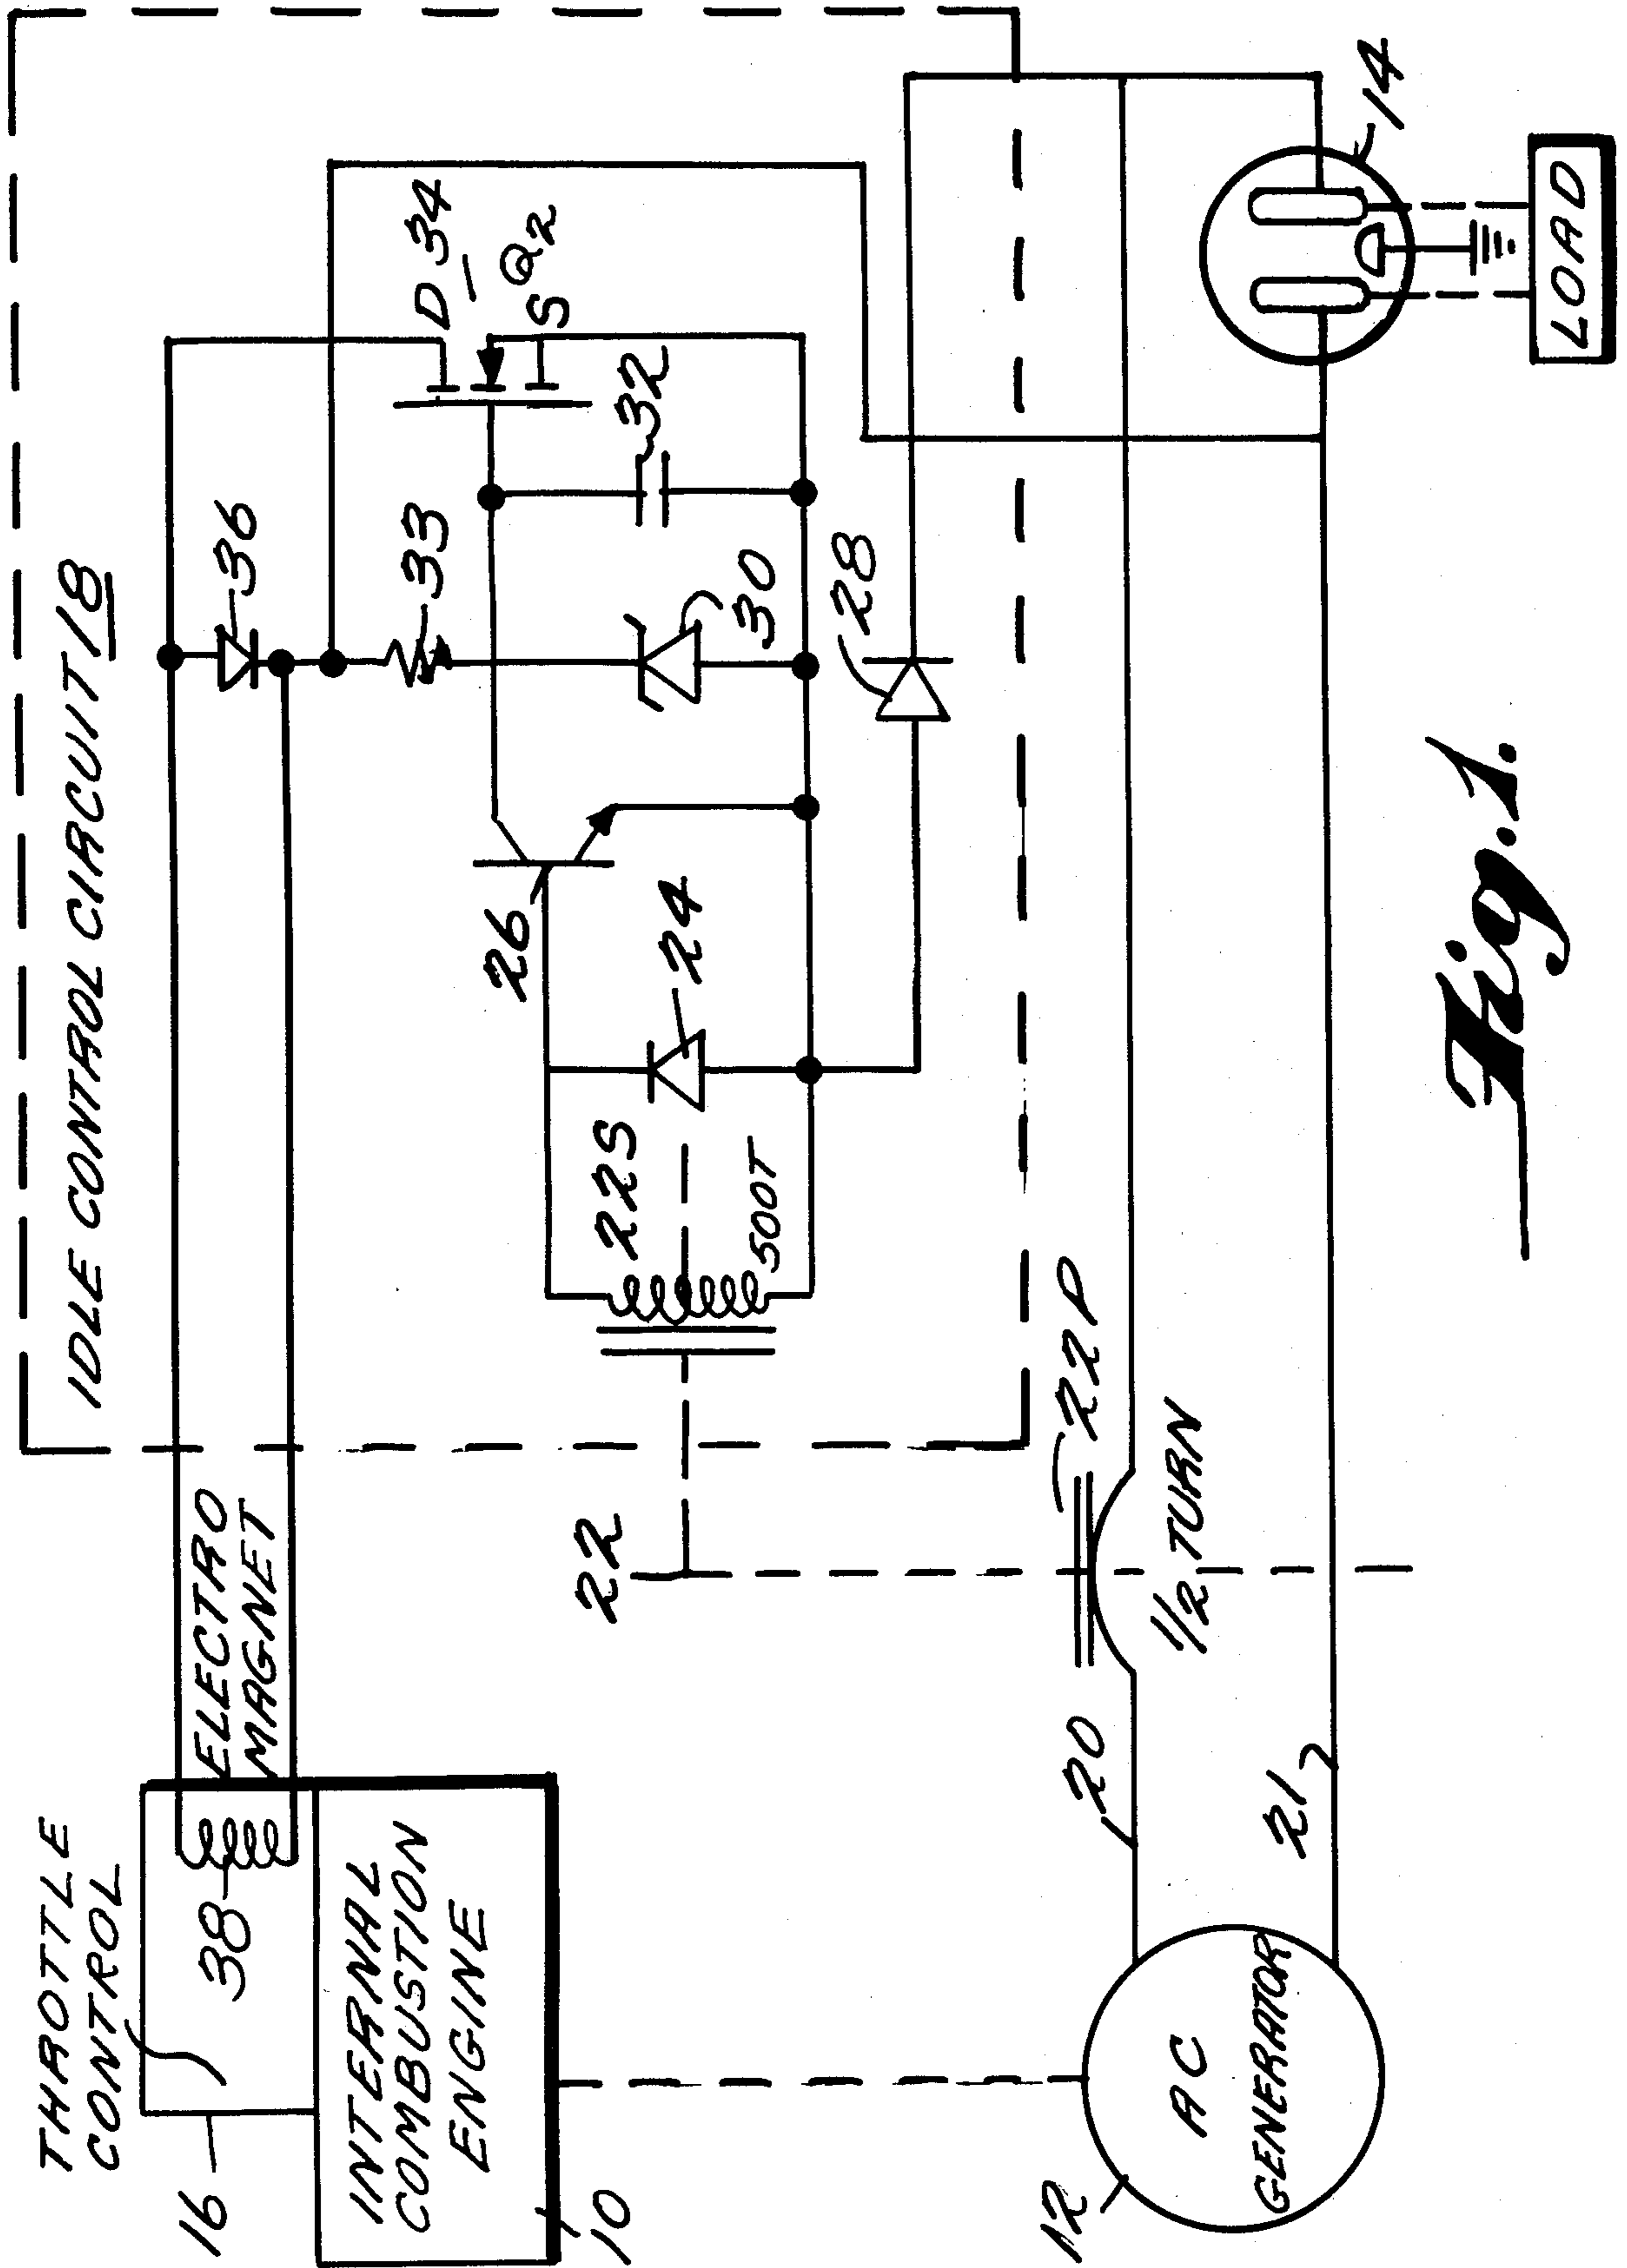 THROTTLE
CONTROL
16
38
ELECTRO
MAGNET
INTERNAL
COMBUSTION
ENGINE
10
IDLE CONTROL CIRCUIT 18
36
33
D 34
Q2
S
32
30
26
24
28
22S
500T
22
22P
1/2 TURN
20
21
12
AC
GENERATOR
14
LOAD
Fig. 1.